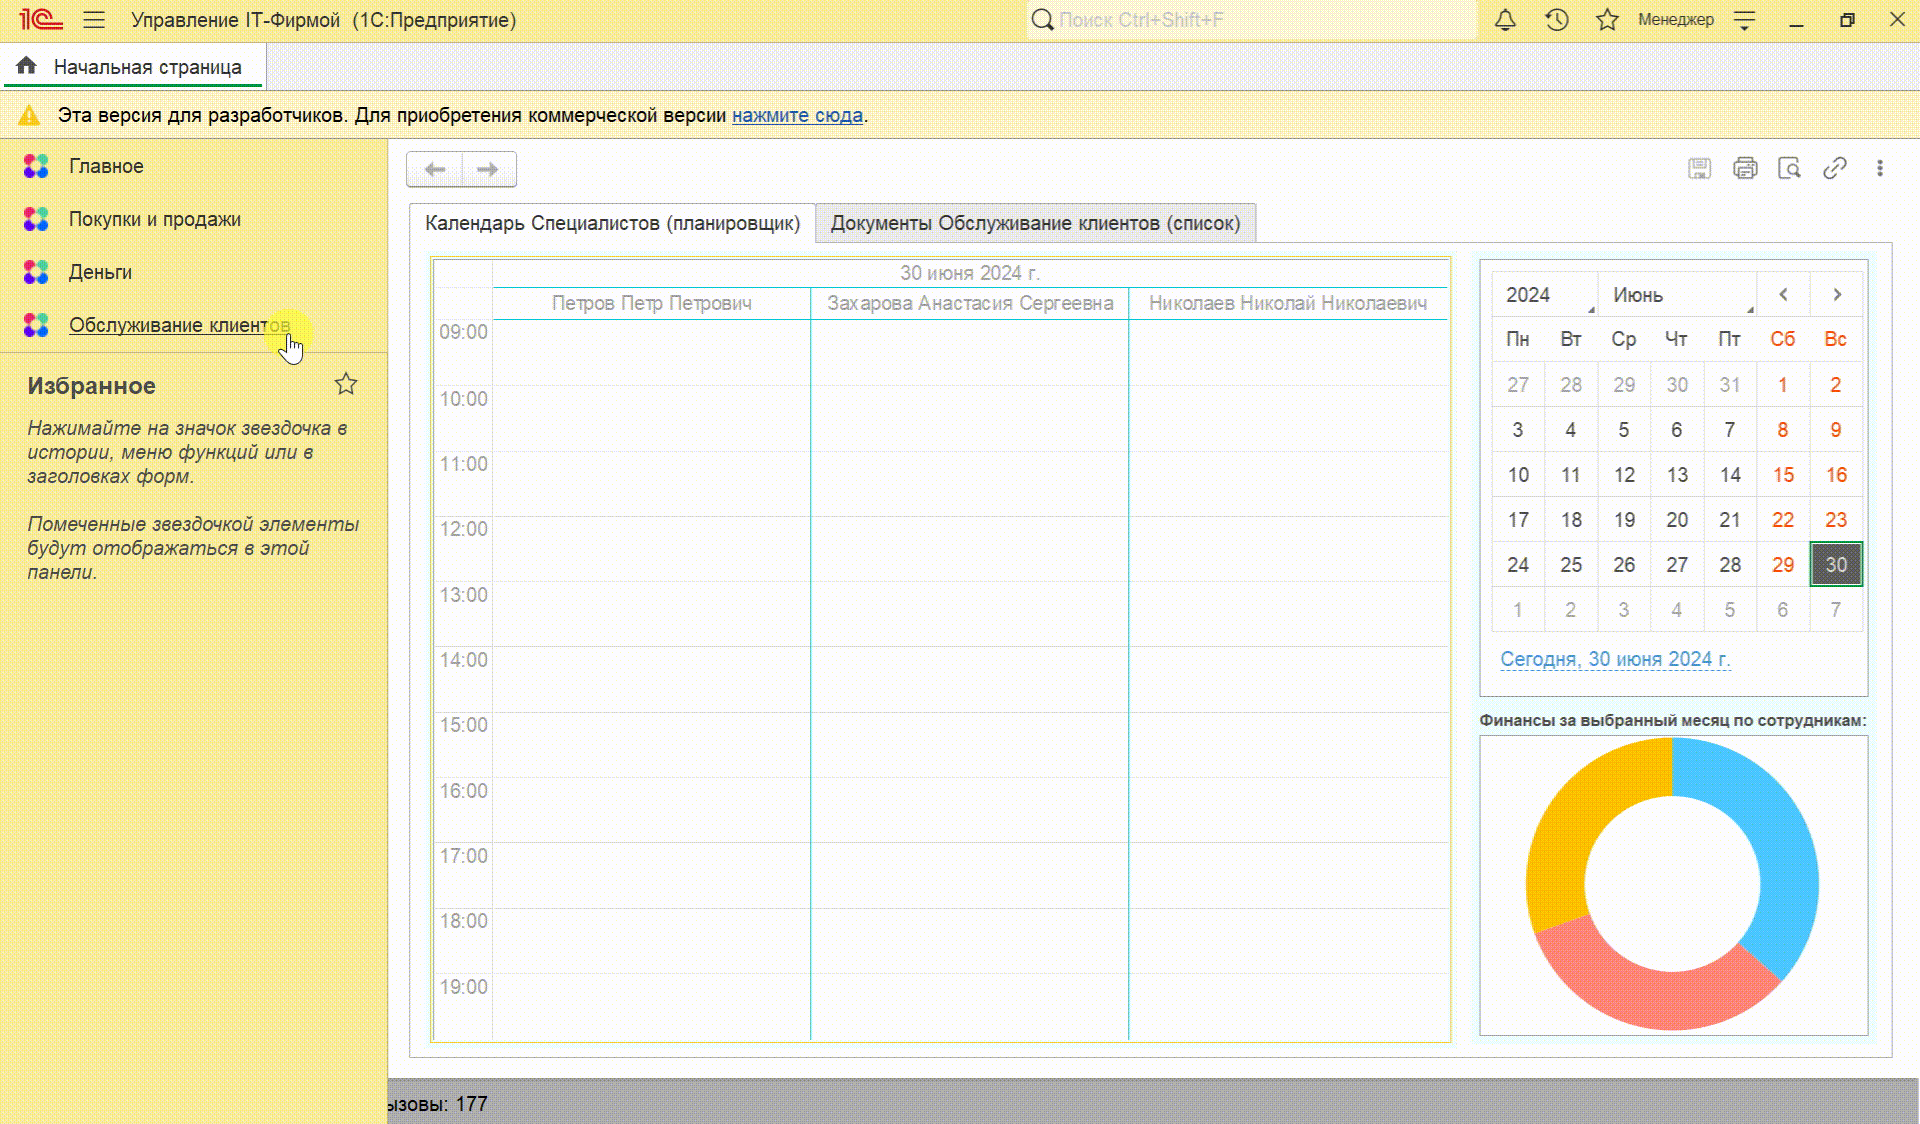 1С Управление IT-Фирмой (1С:Предприятие)
Поиск Ctrl+Shift+F
Менеджер
Начальная страница
Эта версия для разработчиков. Для приобретения коммерческой версии нажмите сюда.
Главное
Покупки и продажи
Деньги
Обслуживание клиентов
Избранное
Нажимайте на значок звездочка в
истории, меню функций или в
заголовках форм.
Помеченные звездочкой элементы
будут отображаться в этой
панели.
Календарь Специалистов (планировщик)
Документы Обслуживание клиентов (список)
30 июня 2024 г.
Петров Петр Петрович
Захарова Анастасия Сергеевна
Николаев Николай Николаевич
09:00
10:00
11:00
12:00
13:00
14:00
15:00
16:00
17:00
18:00
19:00
2024 Июнь
Пн Вт Ср Чт Пт Сб Вс
27 28 29 30 31 1 2
3 4 5 6 7 8 9
10 11 12 13 14 15 16
17 18 19 20 21 22 23
24 25 26 27 28 29 30
1 2 3 4 5 6 7
Сегодня, 30 июня 2024 г.
Финансы за выбранный месяц по сотрудникам:
ызовы: 177